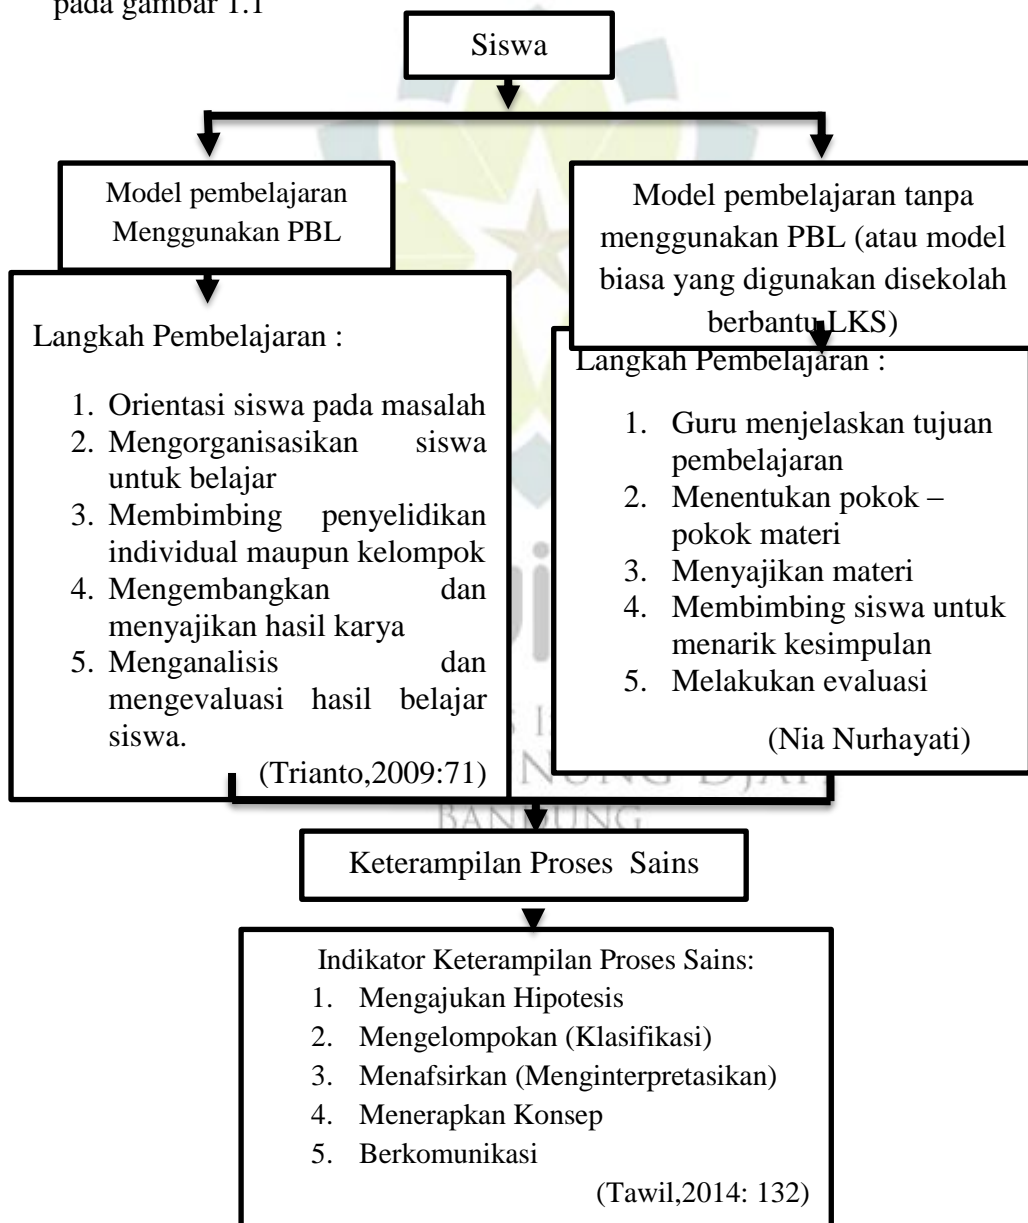 pada gambar 1.1
Siswa
Model pembelajaran
Menggunakan PBL
Langkah Pembelajaran :
1. Orientasi siswa pada masalah
2. Mengorganisasikan siswa
untuk belajar
3. Membimbing penyelidikan
individual maupun kelompok
4. Mengembangkan dan
menyajikan hasil karya
5. Menganalisis dan
mengevaluasi hasil belajar
siswa.
(Trianto,2009:71)
Model pembelajaran tanpa
menggunakan PBL (atau model
biasa yang digunakan disekolah
berbantu LKS)
Langkah Pembelajaran :
1. Guru menjelaskan tujuan
pembelajaran
2. Menentukan pokok –
pokok materi
3. Menyajikan materi
4. Membimbing siswa untuk
menarik kesimpulan
5. Melakukan evaluasi
(Nia Nurhayati)
BANDUNG
Keterampilan Proses Sains
Indikator Keterampilan Proses Sains:
1. Mengajukan Hipotesis
2. Mengelompokan (Klasifikasi)
3. Menafsirkan (Menginterpretasikan)
4. Menerapkan Konsep
5. Berkomunikasi
(Tawil,2014: 132)